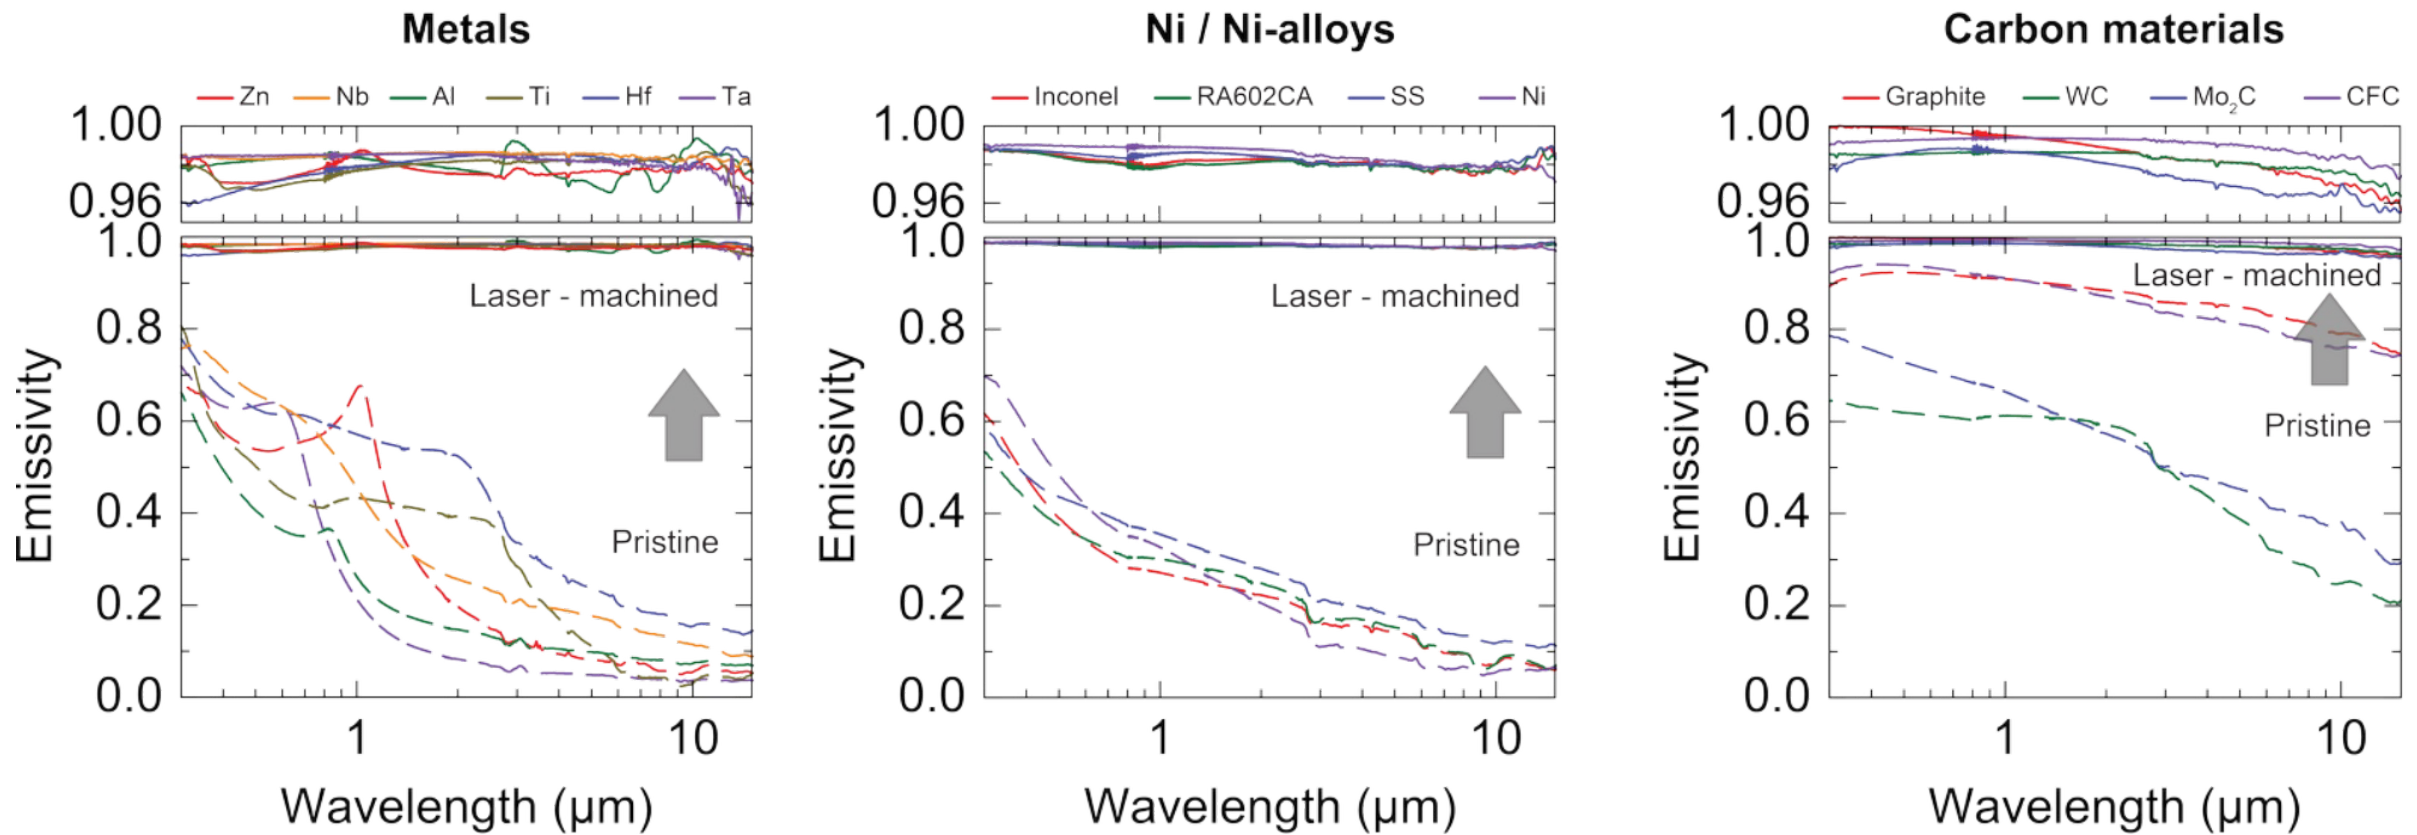 Metals
Zn Nb Al Ti Hf Ta
1.00
0.96
1.0
0.8
0.6
0.4
0.2
0.0
Emissivity
Laser - machined
Pristine
1 10
Wavelength (μm)
Ni / Ni-alloys
Inconel RA602CA SS Ni
1.00
0.96
1.0
0.8
0.6
0.4
0.2
0.0
Emissivity
Laser - machined
Pristine
1 10
Wavelength (μm)
Carbon materials
Graphite WC Mo₂C CFC
1.00
0.96
1.0
0.8
0.6
0.4
0.2
0.0
Emissivity
Laser - machined
Pristine
1 10
Wavelength (μm)